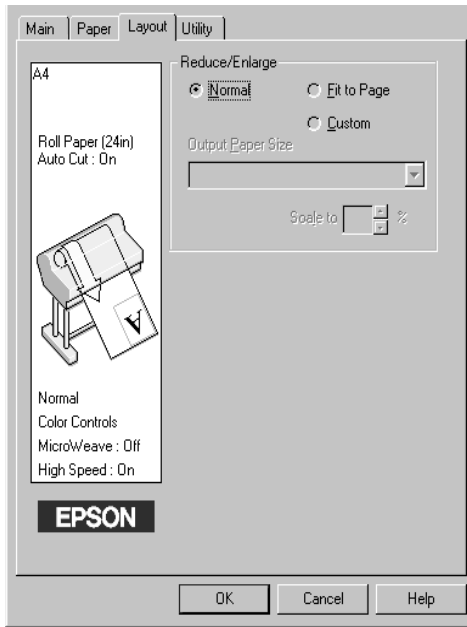 Main Paper Layout Utility
A4
Roll Paper (24in)
Auto Cut : On
A
Normal
Color Controls
MicroWeave : Off
High Speed : On
EPSON
Reduce/Enlarge
Normal Fit to Page
Custom
Output Paper Size
Scale to %
OK Cancel Help